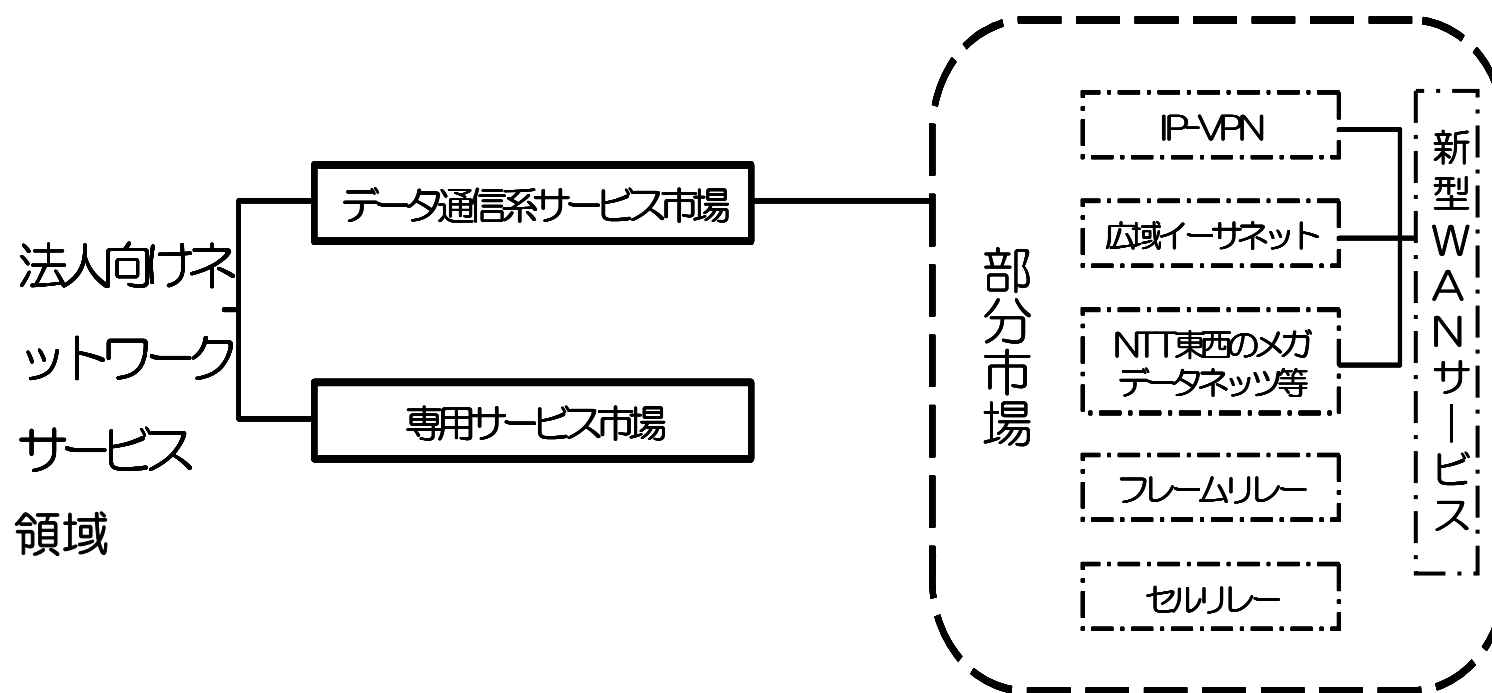 法人向けネ
ットワーク
サービス
領域
データ通信系サービス市場
専用サービス市場
部分市場
IP-VPN
広域イーサネット
NTT東西のメガ
データネッツ等
フレームリレー
セルリレー
新型WANサービス